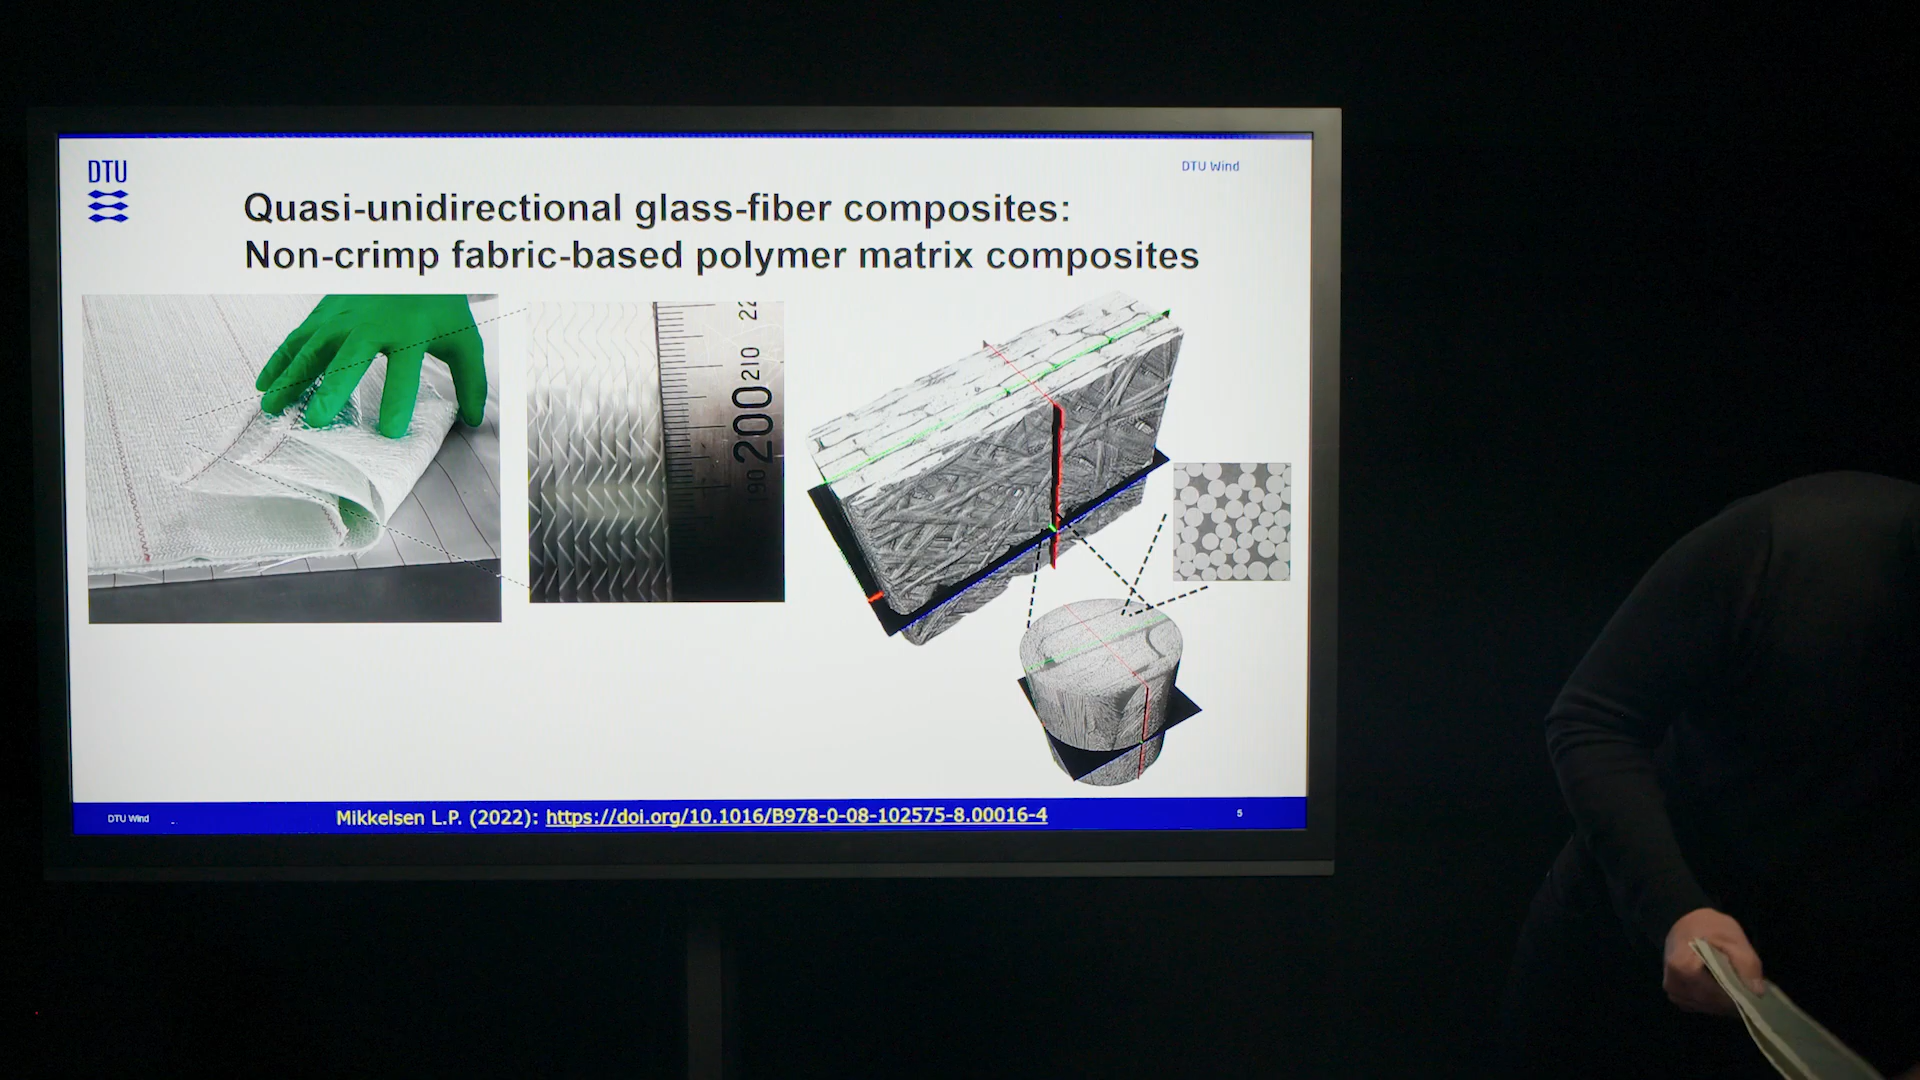 DTU
DTU Wind
Quasi-unidirectional glass-fiber composites:
Non-crimp fabric-based polymer matrix composites
22
210
200
190
DTU Wind
Mikkelsen L.P. (2022): https://doi.org/10.1016/B978-0-08-102575-8.00016-4
5